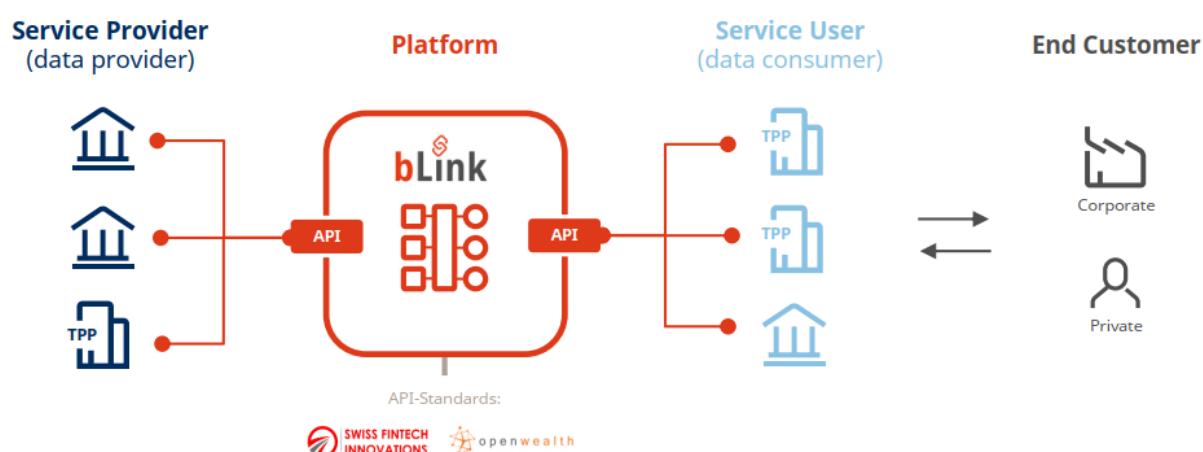 Service Provider
(data provider)
Platform
Service User
(data consumer)
End Customer
bLink
API
API
TPP
TPP
TPP
Corporate
Private
API-Standards:
SWISS FINTECH
INNOVATIONS
openwealth